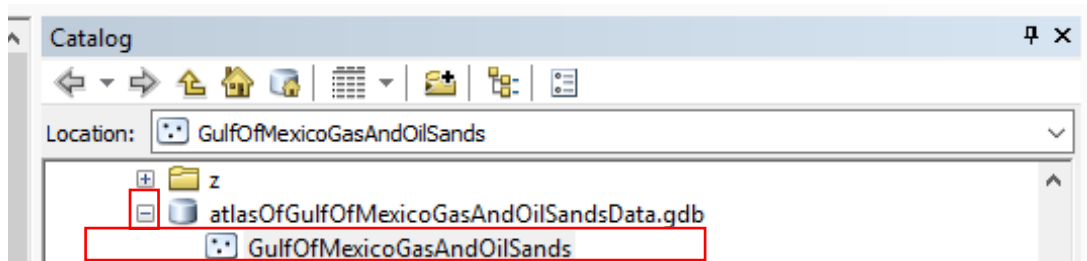 Catalog
Location: GulfOfMexicoGasAndOilSands
z
atlasOfGulfOfMexicoGasAndOilSandsData.gdb
GulfOfMexicoGasAndOilSands